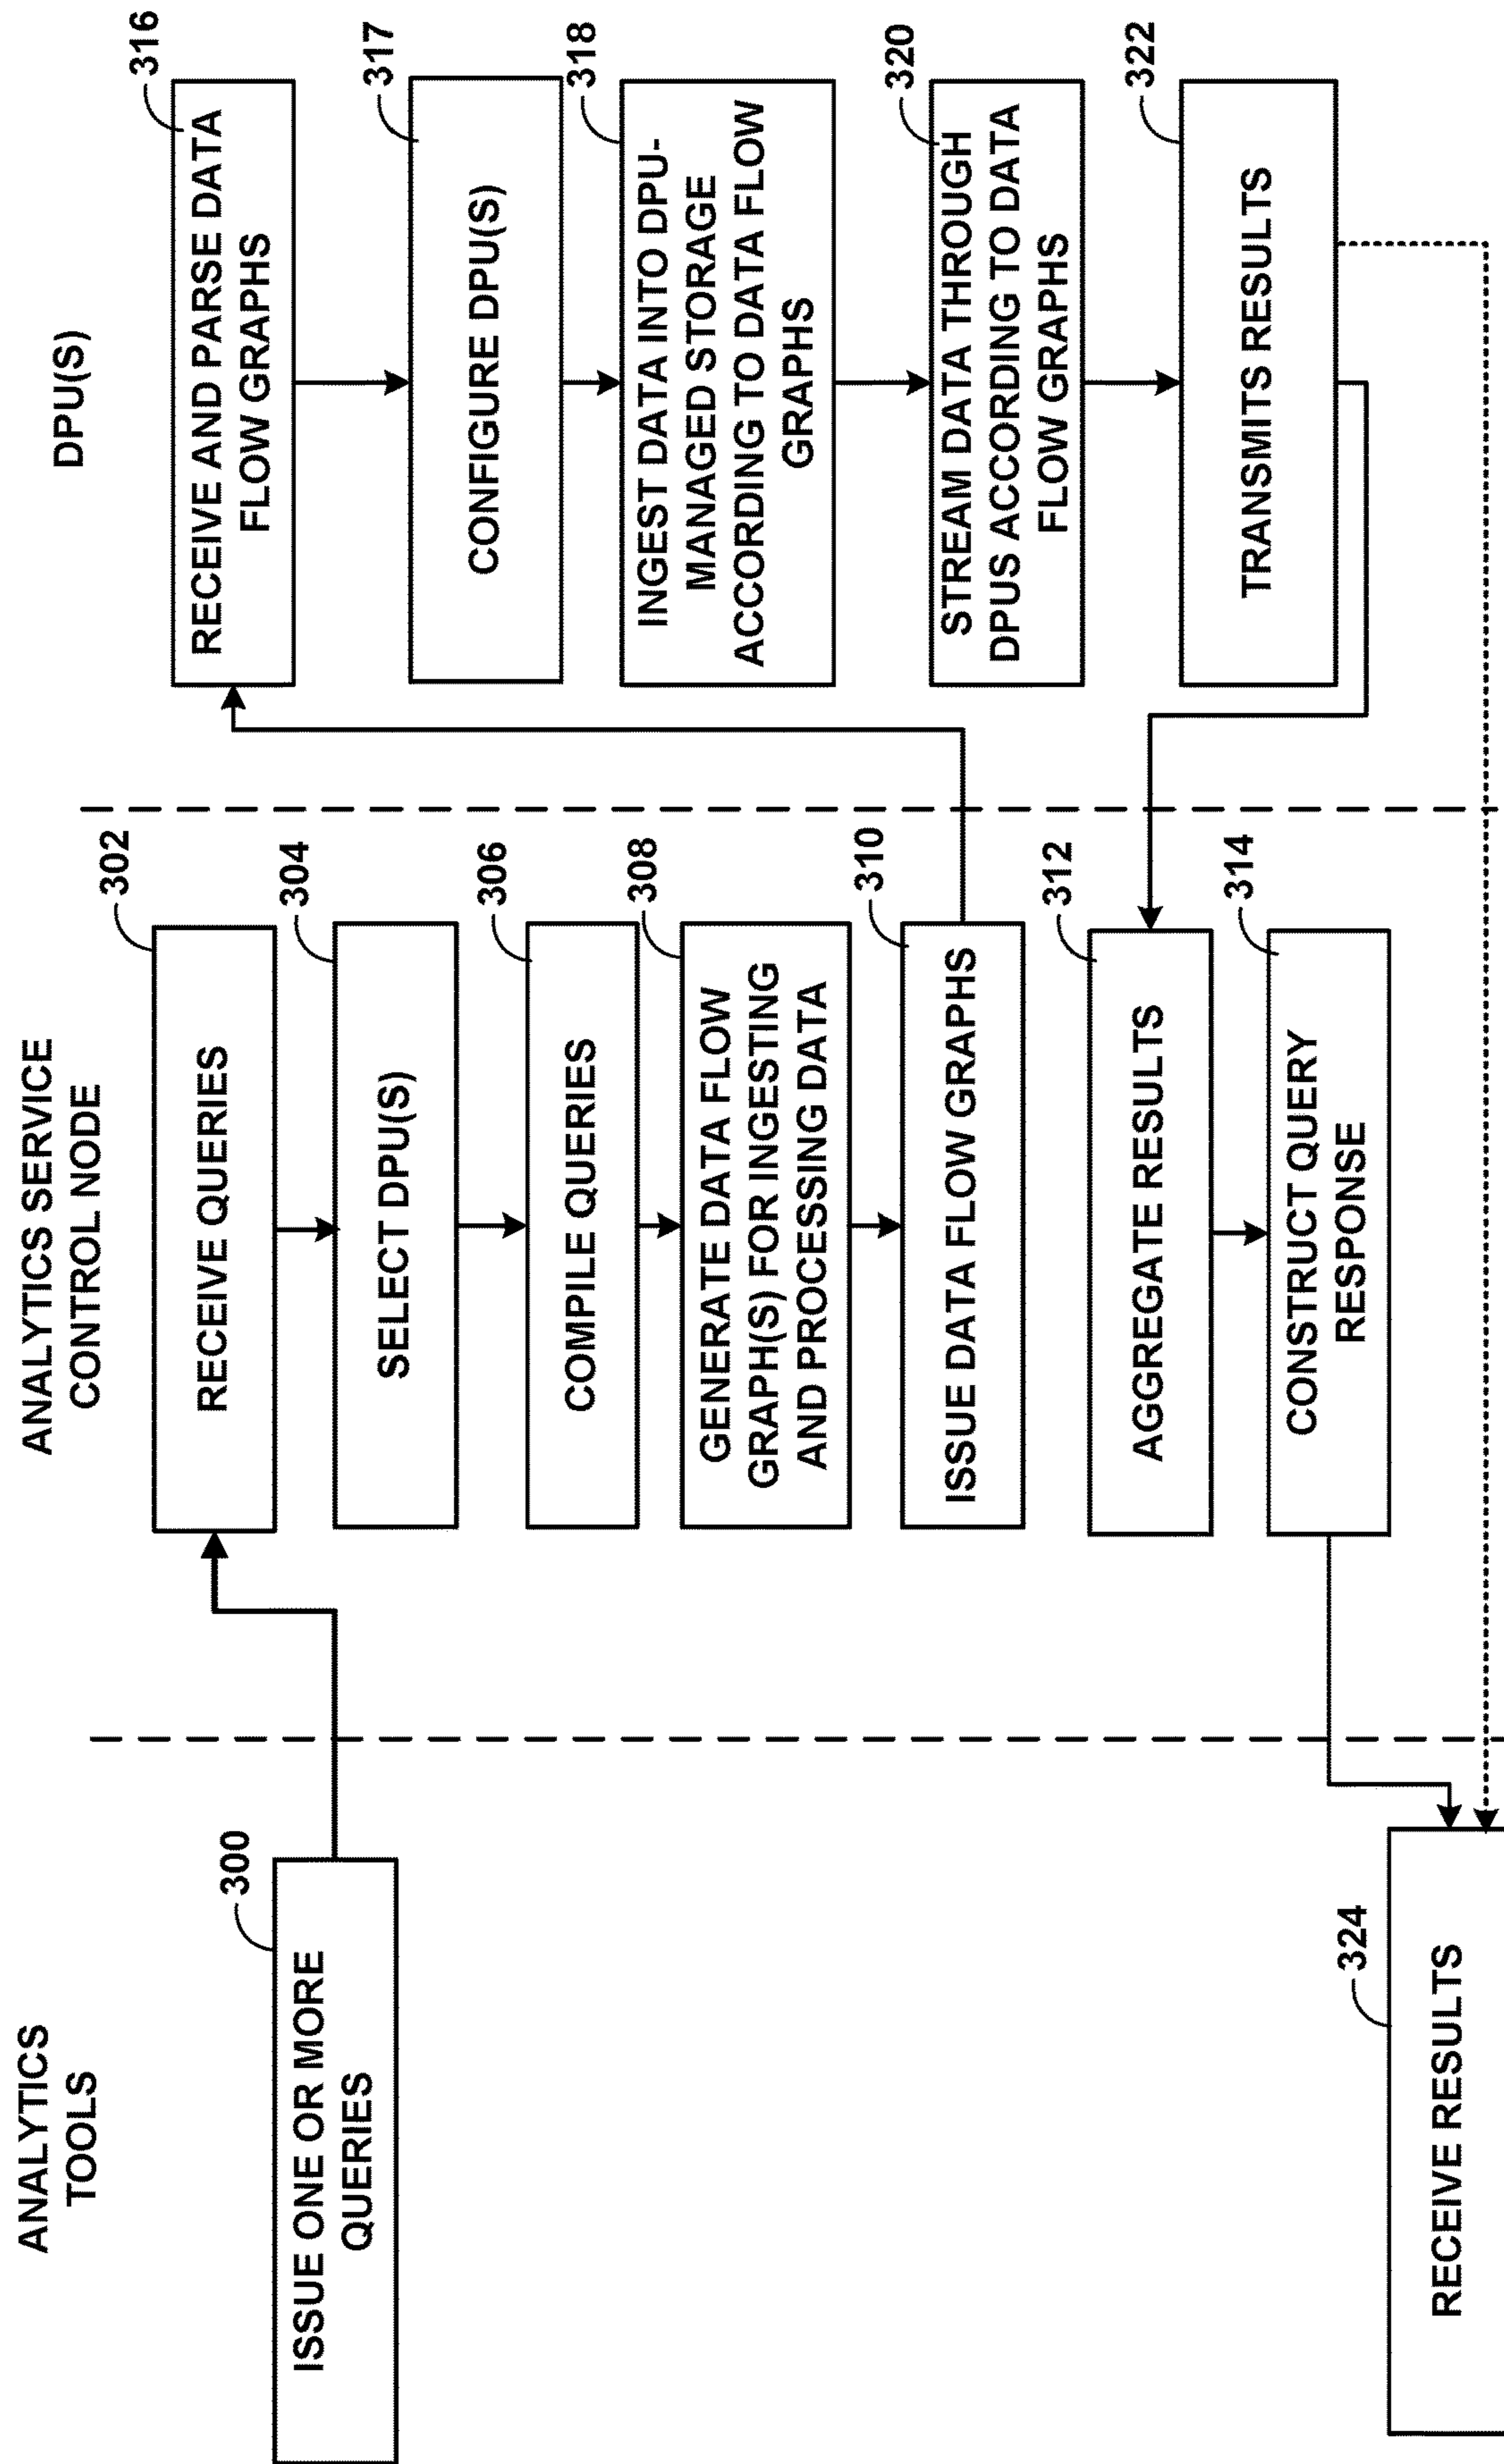 ANALYTICS
TOOLS
300
ISSUE ONE OR MORE
QUERIES
324
RECEIVE RESULTS
ANALYTICS SERVICE
CONTROL NODE
302
RECEIVE QUERIES
304
SELECT DPU(S)
306
COMPILE QUERIES
308
GENERATE DATA FLOW
GRAPH(S) FOR INGESTING
AND PROCESSING DATA
310
ISSUE DATA FLOW GRAPHS
312
AGGREGATE RESULTS
314
CONSTRUCT QUERY
RESPONSE
DPU(S)
316
RECEIVE AND PARSE DATA
FLOW GRAPHS
317
CONFIGURE DPU(S)
318
INGEST DATA INTO DPU-
MANAGED STORAGE
ACCORDING TO DATA FLOW
GRAPHS
320
STREAM DATA THROUGH
DPUS ACCORDING TO DATA
FLOW GRAPHS
322
TRANSMITS RESULTS